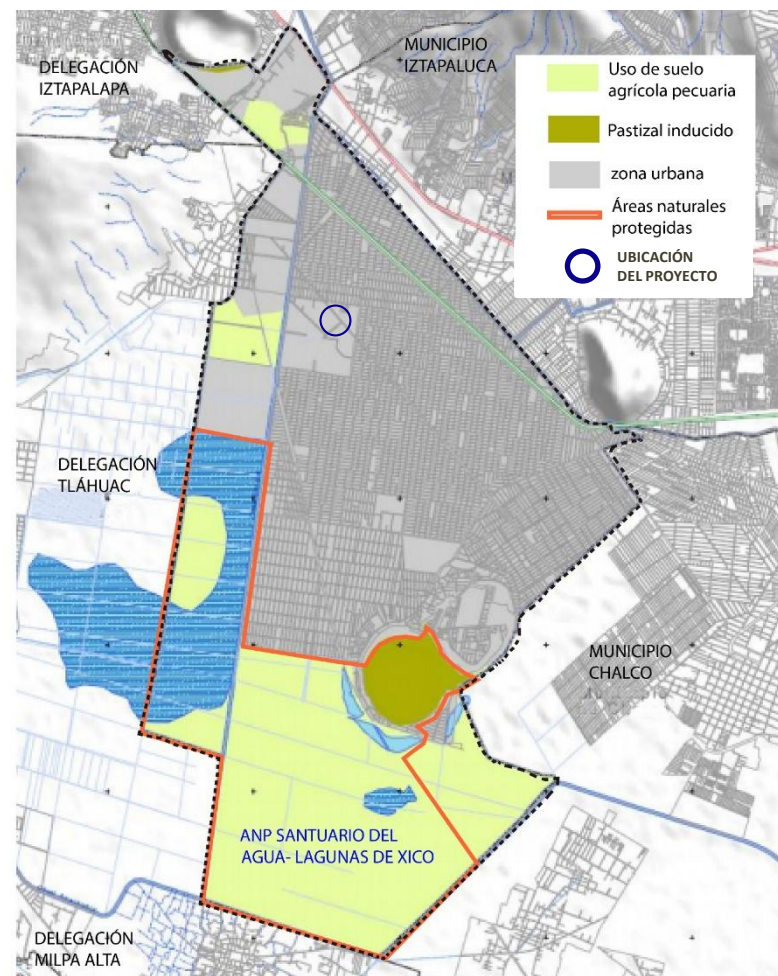 DELEGACIÓN
IZTAPALAPA
MUNICIPIO
IZTAPALUCA
Uso de suelo
agrícola pecuaria
Pastizal inducido
zona urbana
Áreas naturales
protegidas
UBICACIÓN
DEL PROYECTO
DELEGACIÓN
TLÁHUAC
MUNICIPIO
CHALCO
ANP SANTUARIO DEL
AGUA- LAGUNAS DE XICO
DELEGACIÓN
MILPA ALTA